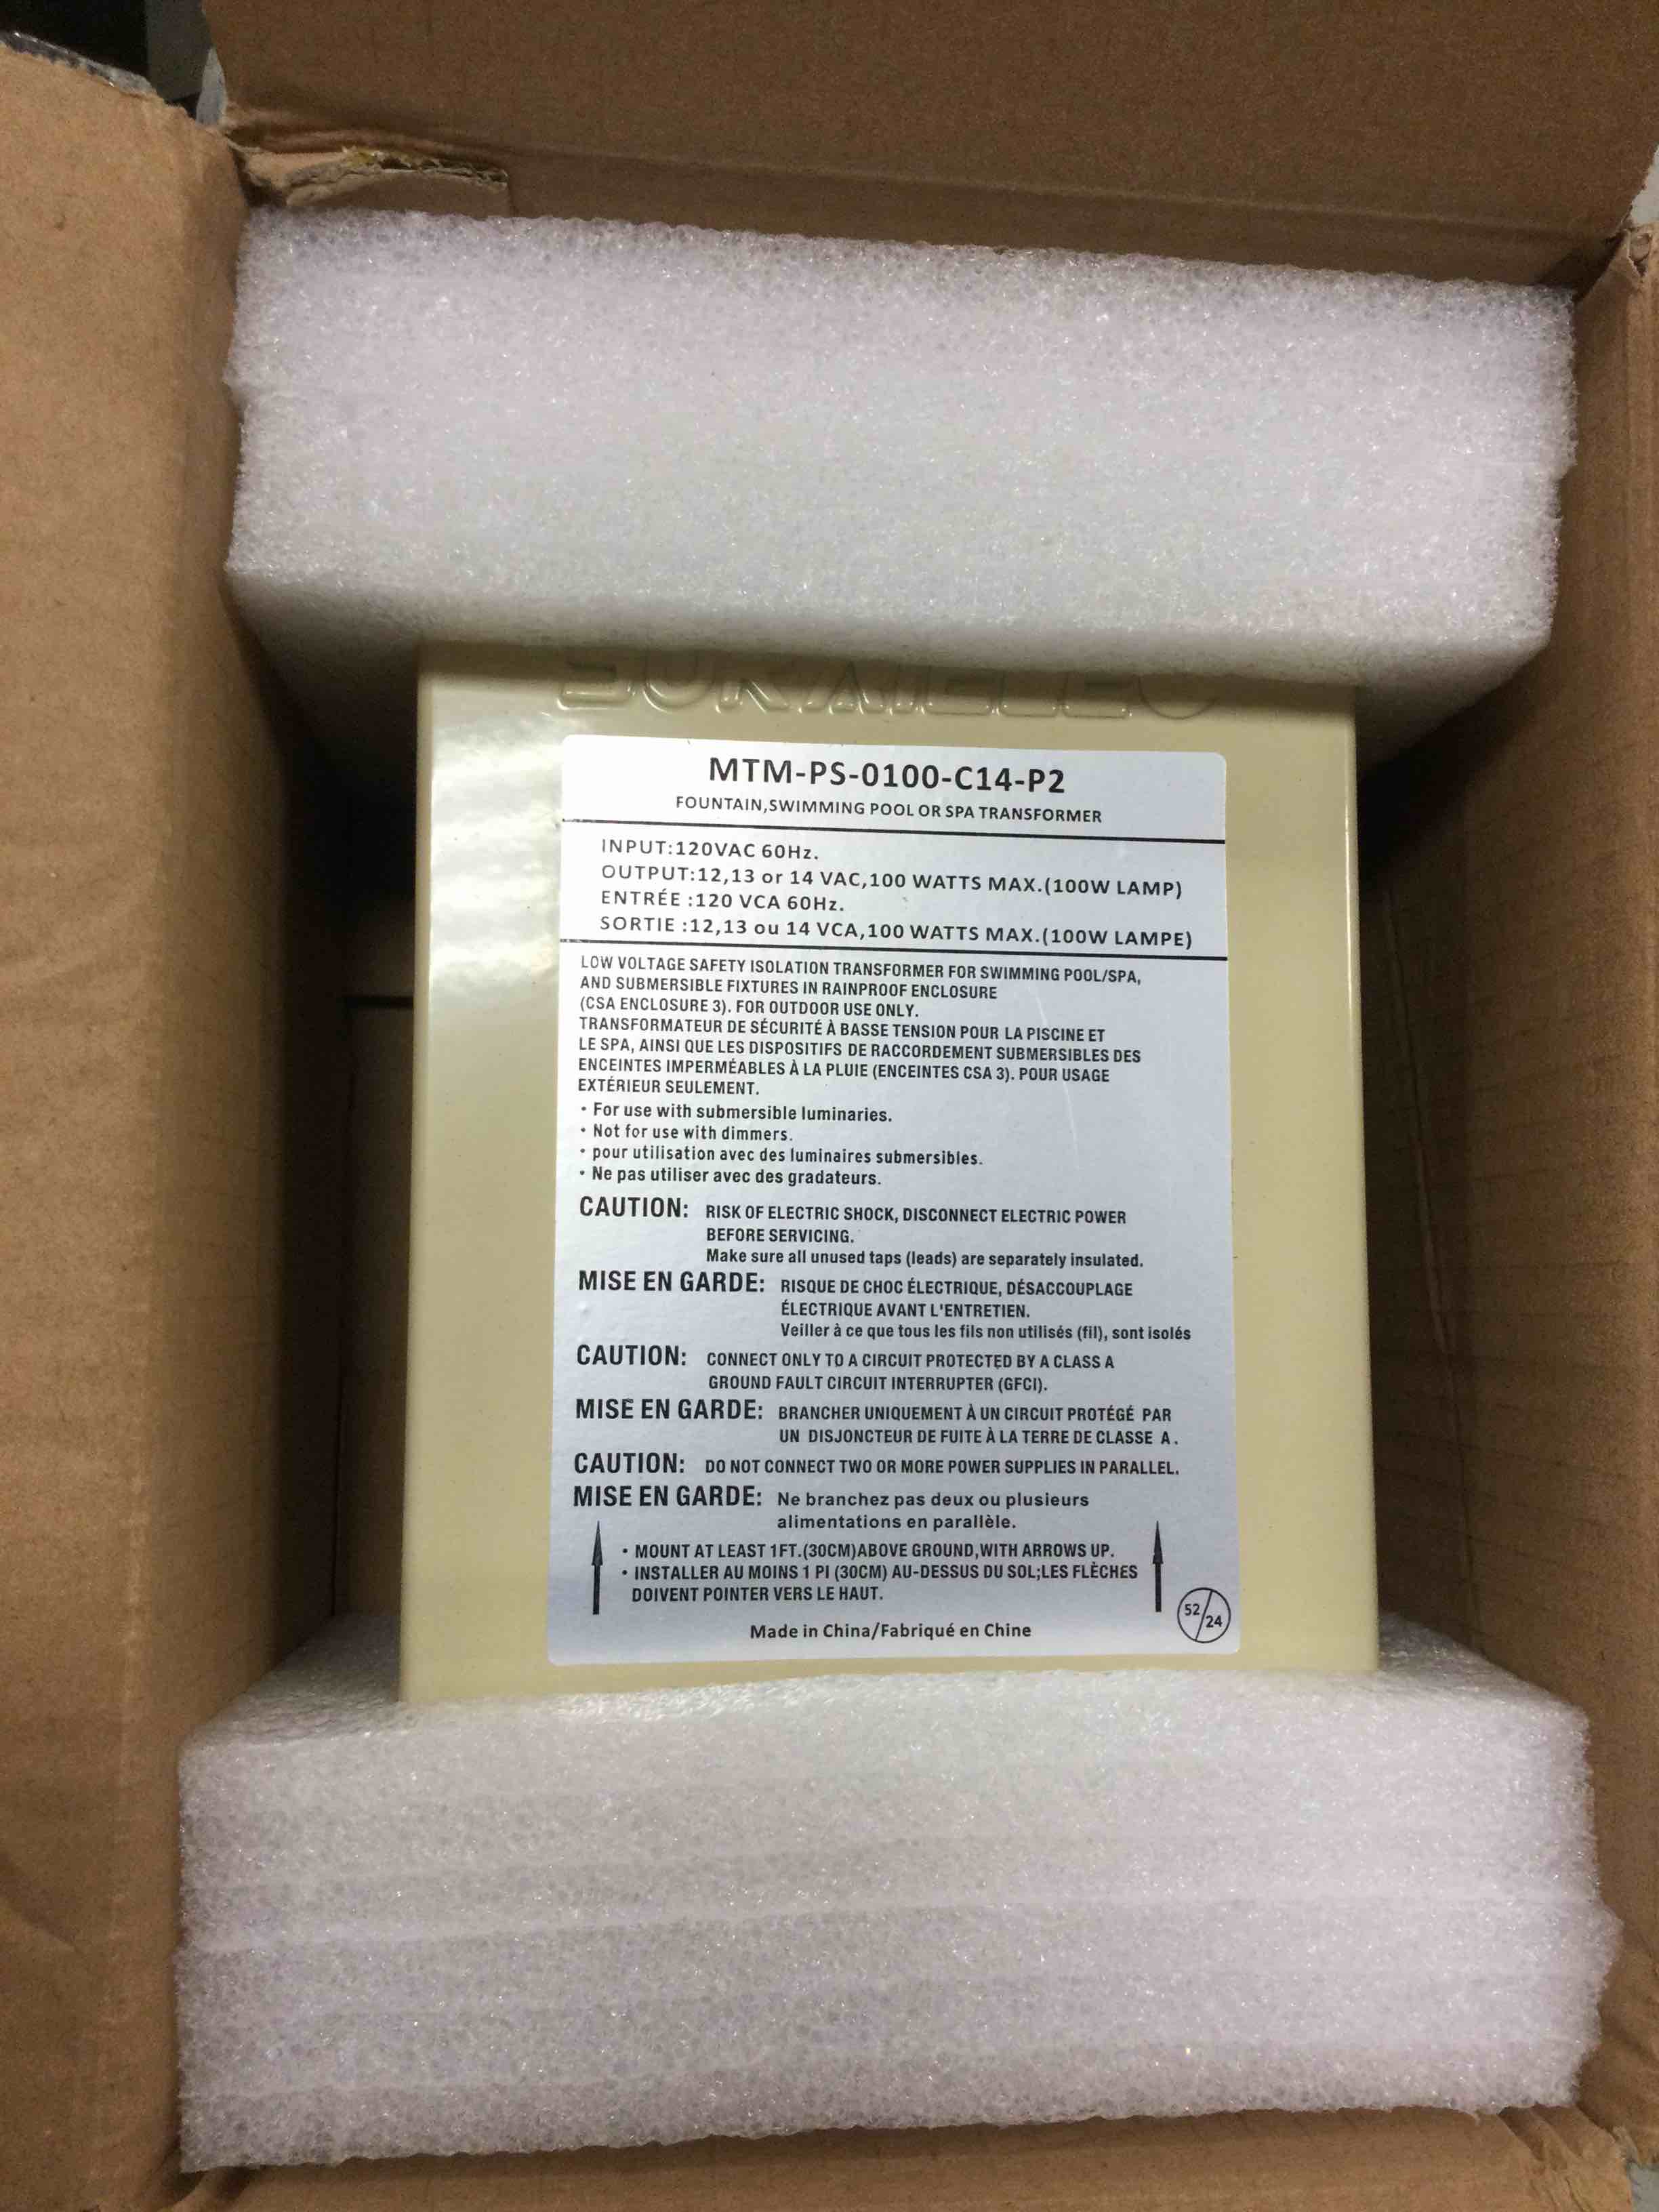 MTM-PS-0100-C14-P2
FOUNTAIN,SWIMMING POOL OR SPA TRANSFORMER
INPUT:120VAC 60Hz.
OUTPUT:12,13 or 14 VAC,100 WATTS MAX.(100W LAMP)
ENTRÉE :120 VCA 60Hz.
SORTIE :12,13 ou 14 VCA,100 WATTS MAX.(100W LAMPE)
LOW VOLTAGE SAFETY ISOLATION TRANSFORMER FOR SWIMMING POOL/SPA,
AND SUBMERSIBLE FIXTURES IN RAINPROOF ENCLOSURE
(CSA ENCLOSURE 3). FOR OUTDOOR USE ONLY.
TRANSFORMATEUR DE SÉCURITÉ À BASSE TENSION POUR LA PISCINE ET
LE SPA, AINSI QUE LES DISPOSITIFS DE RACCORDEMENT SUBMERSIBLES DES
ENCEINTES IMPERMÉABLES À LA PLUIE (ENCEINTES CSA 3). POUR USAGE
EXTÉRIEUR SEULEMENT.
• For use with submersible luminaries.
• Not for use with dimmers.
• pour utilisation avec des luminaires submersibles.
• Ne pas utiliser avec des gradateurs.
CAUTION: RISK OF ELECTRIC SHOCK, DISCONNECT ELECTRIC POWER
BEFORE SERVICING.
Make sure all unused taps (leads) are separately insulated.
MISE EN GARDE: RISQUE DE CHOC ÉLECTRIQUE, DÉSACCOUPLAGE
ÉLECTRIQUE AVANT L'ENTRETIEN.
Veiller à ce que tous les fils non utilisés (fil), sont isolés
CAUTION: CONNECT ONLY TO A CIRCUIT PROTECTED BY A CLASS A
GROUND FAULT CIRCUIT INTERRUPTER (GFCI).
MISE EN GARDE: BRANCHER UNIQUEMENT À UN CIRCUIT PROTÉGÉ PAR
UN DISJONCTEUR DE FUITE À LA TERRE DE CLASSE A.
CAUTION: DO NOT CONNECT TWO OR MORE POWER SUPPLIES IN PARALLEL.
MISE EN GARDE: Ne branchez pas deux ou plusieurs
alimentations en parallèle.
• MOUNT AT LEAST 1FT.(30CM)ABOVE GROUND,WITH ARROWS UP.
• INSTALLER AU MOINS 1 PI (30CM) AU-DESSUS DU SOL;LES FLÈCHES
DOIVENT POINTER VERS LE HAUT.
52/24
Made in China/Fabriqué en Chine